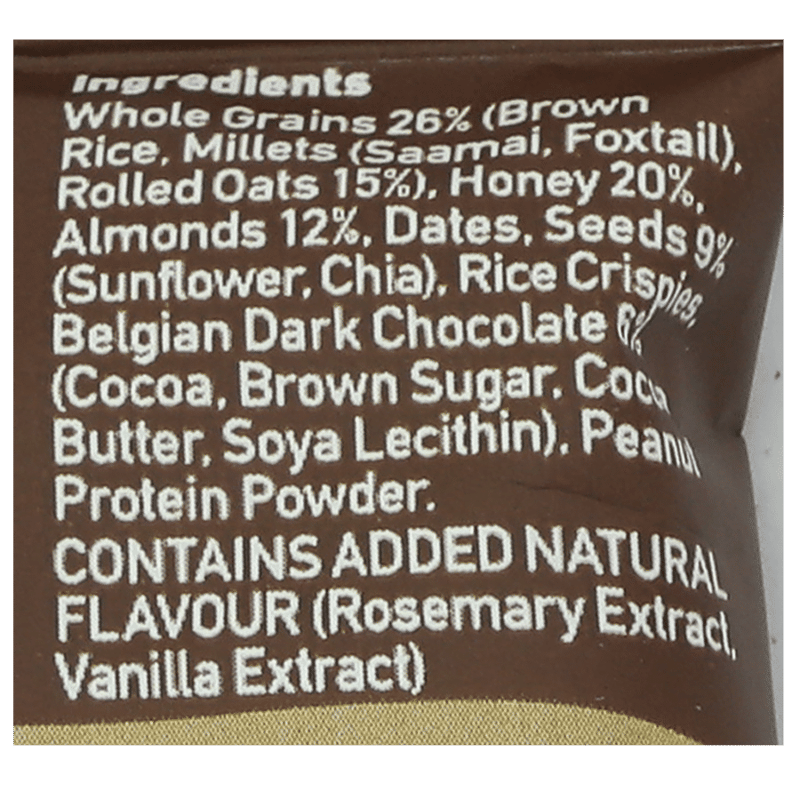 Ingredients
Whole Grains 26% (Brown
Rice, Millets (Saamai, Foxtail),
Rolled Oats 15%), Honey 20%,
Almonds 12%, Dates, Seeds 9%
(Sunflower, Chia), Rice Crispies,
Belgian Dark Chocolate 6%
(Cocoa, Brown Sugar, Cocoa
Butter, Soya Lecithin), Peanut
Protein Powder.
CONTAINS ADDED NATURAL
FLAVOUR (Rosemary Extract,
Vanilla Extract)